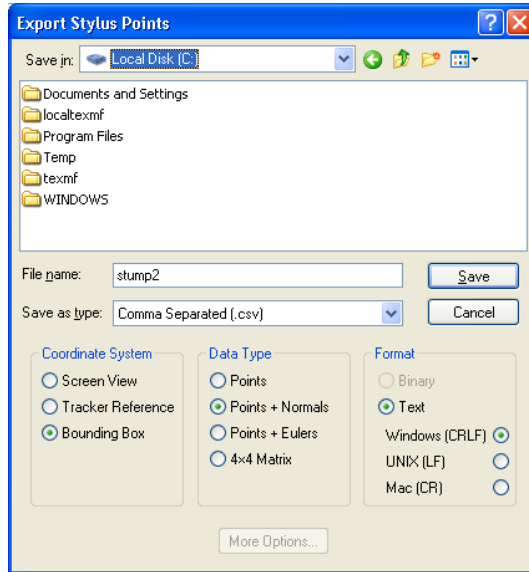 Export Stylus Points
Save in: Local Disk (C:)
Documents and Settings
localtexmf
Program Files
Temp
texmf
WINDOWS
File name: stump2 Save
Save as type: Comma Separated (.csv) Cancel
Coordinate System Data Type Format
Screen View Points Binary
Tracker Reference Points + Normals Text
Bounding Box Points + Eulers Windows (CRLF)
4×4 Matrix UNIX (LF)
Mac (CR)
More Options...